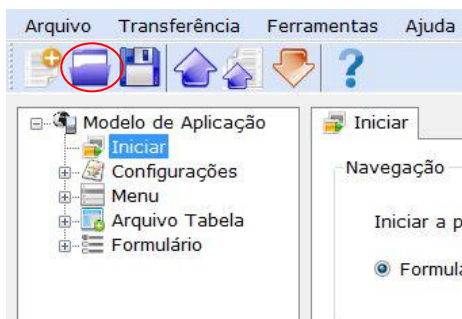 Arquivo Transferência Ferramentas Ajuda
Modelo de Aplicação
Iniciar
Configurações
Menu
Arquivo Tabela
Formulário
Iniciar
Navegação
Iniciar a p
Formul